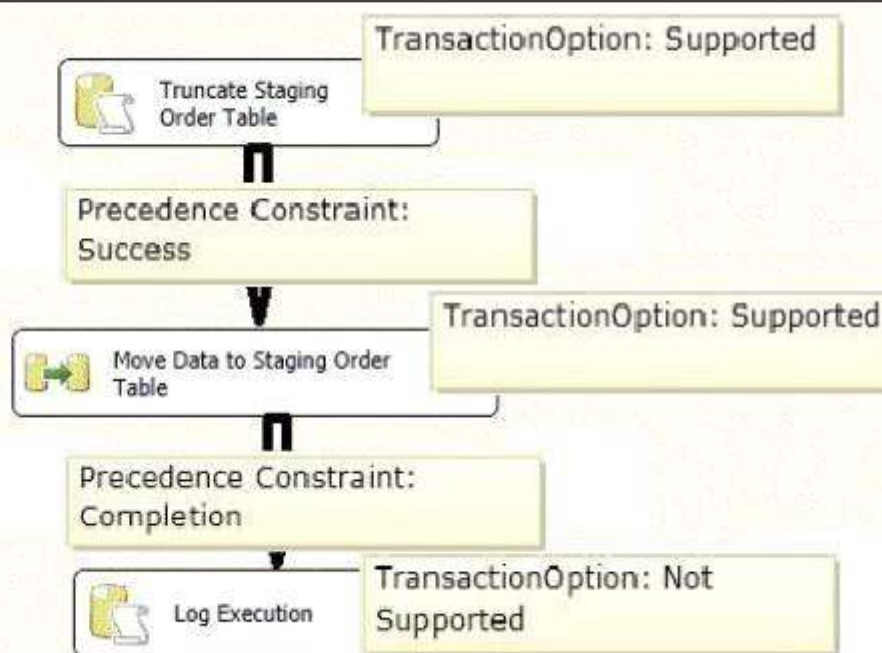 TransactionOption: Supported
Truncate Staging
Order Table
Precedence Constraint:
Success
TransactionOption: Supported
Move Data to Staging Order
Table
Precedence Constraint:
Completion
TransactionOption: Not
Supported
Log Execution